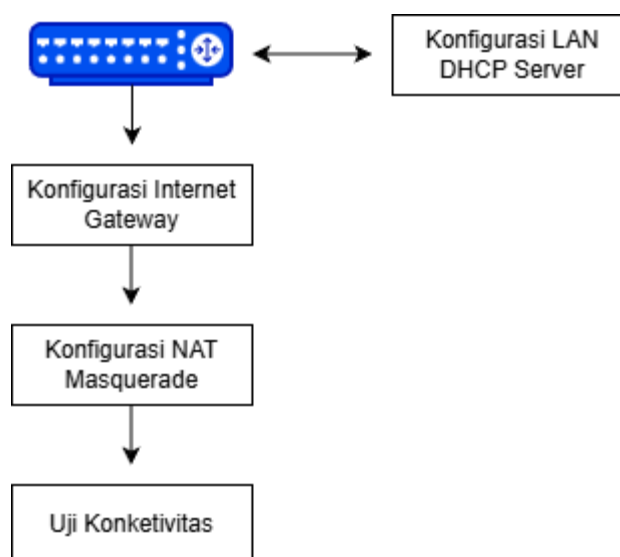 Konfigurasi LAN
DHCP Server
Konfigurasi Internet
Gateway
Konfigurasi NAT
Masquerade
Uji Konketivitas